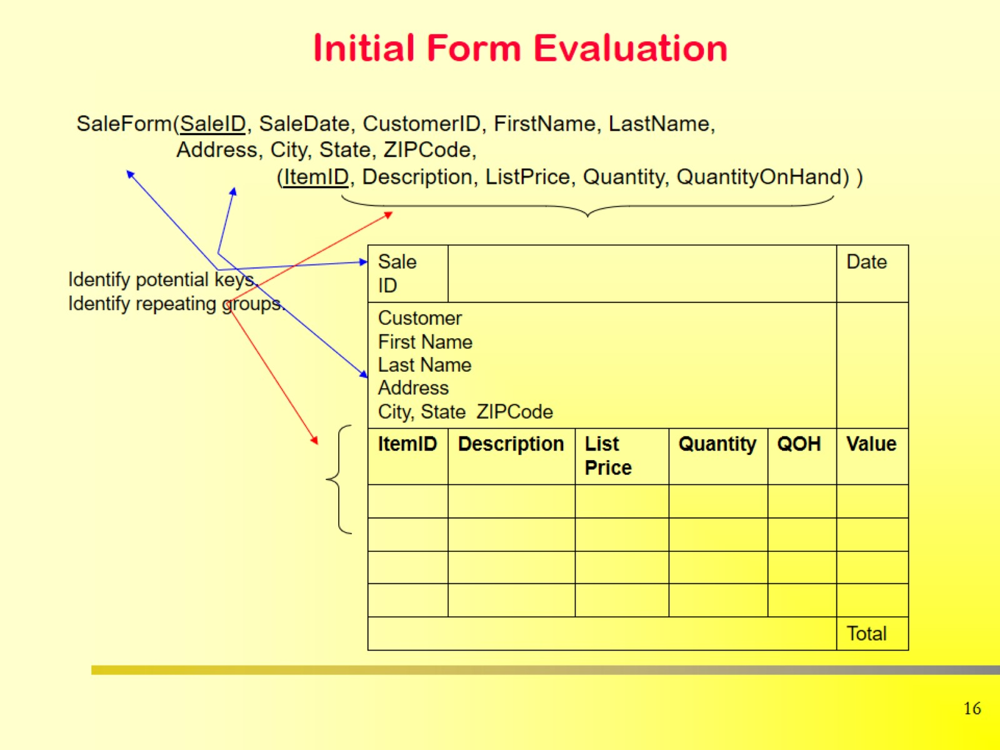 Initial Form Evaluation
SaleForm(SaleID, SaleDate, CustomerID, FirstName, LastName,
Address, City, State, ZIPCode,
(ItemID, Description, ListPrice, Quantity, QuantityOnHand) )
Identify potential keys.
Identify repeating groups.
Sale
ID
Date
Customer
First Name
Last Name
Address
City, State ZIPCode
ItemID Description List Price Quantity QOH Value
Total
16